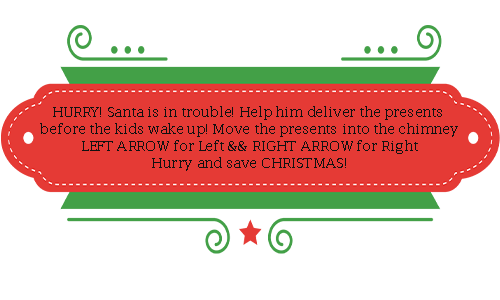 HURRY! Santa is in trouble! Help him deliver the presents
before the kids wake up! Move the presents into the chimney
LEFT ARROW for Left && RIGHT ARROW for Right
Hurry and save CHRISTMAS!